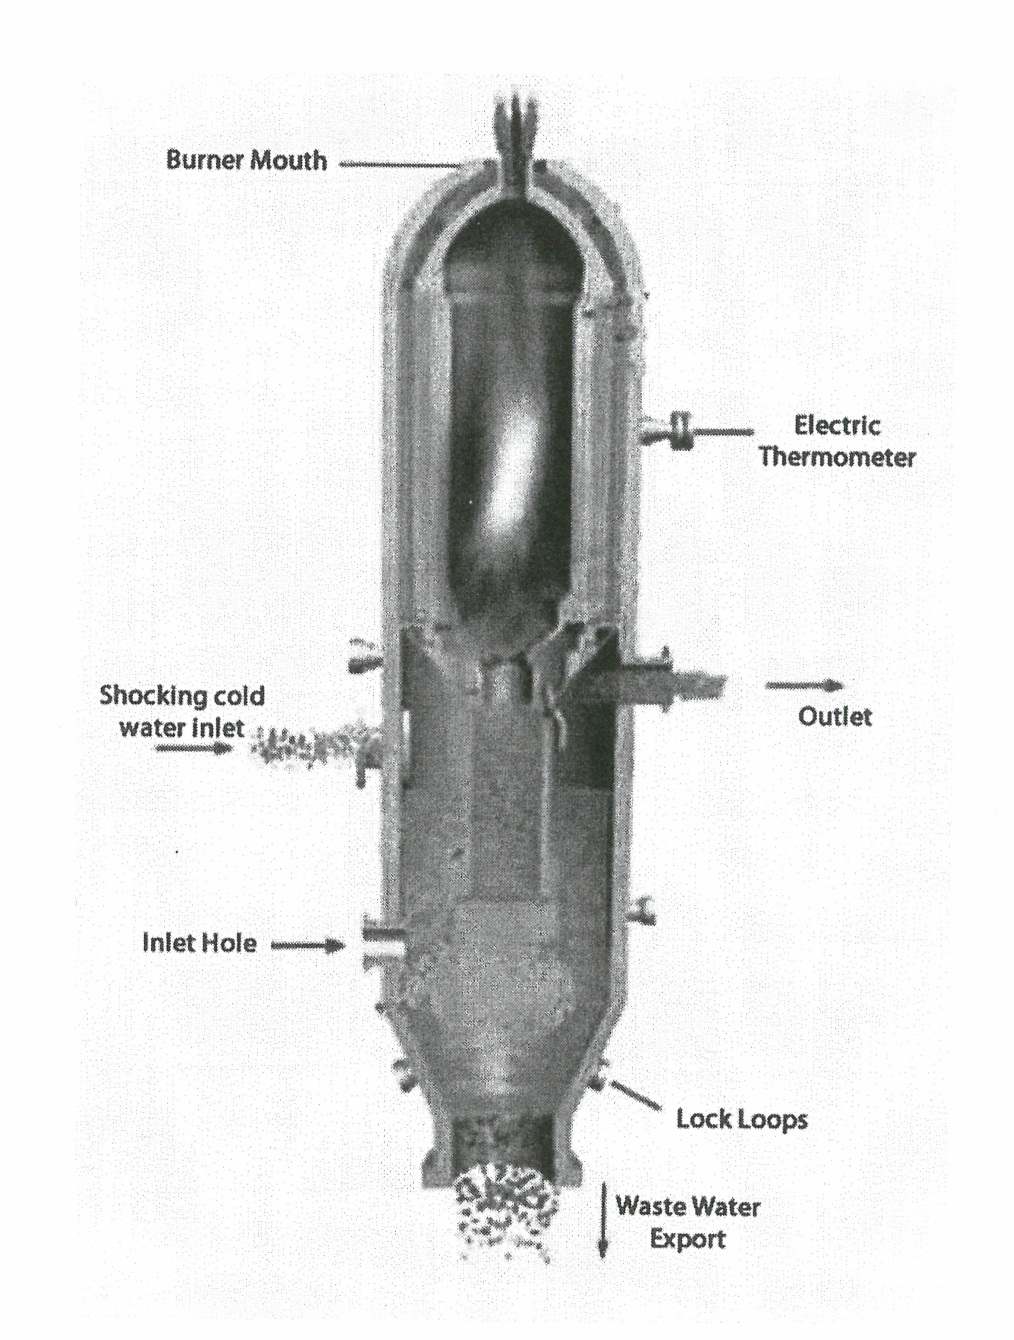 Burner Mouth
Electric
Thermometer
Shocking cold
water inlet
Outlet
Inlet Hole
Lock Loops
Waste Water
Export